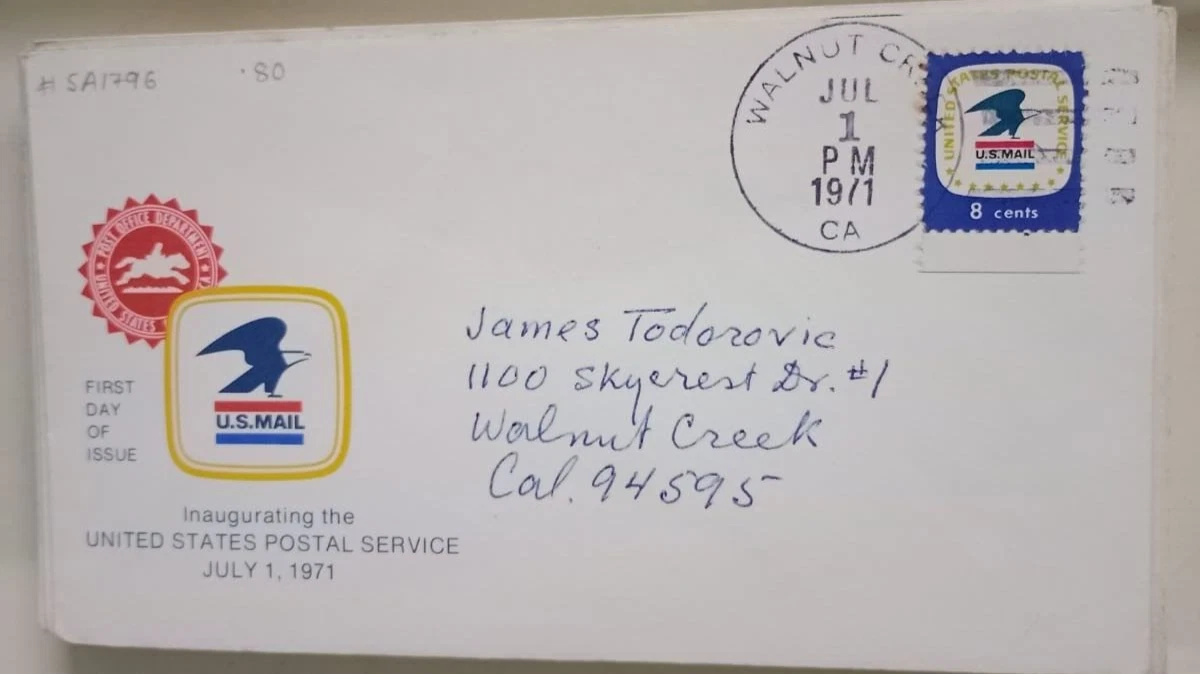 # SA1796 .80
WALNUT CR
JUL
1
PM
1971
CA
UNITED STATES POSTAL SERVICE
U.S.MAIL
8 cents
POST OFFICE DEPARTMENT
UNITED STATES
U.S.MAIL
FIRST
DAY
OF
ISSUE
Inaugurating the
UNITED STATES POSTAL SERVICE
JULY 1, 1971
James Todorovic
1100 Skycrest Dr. #1
Walnut Creek
Cal. 94595